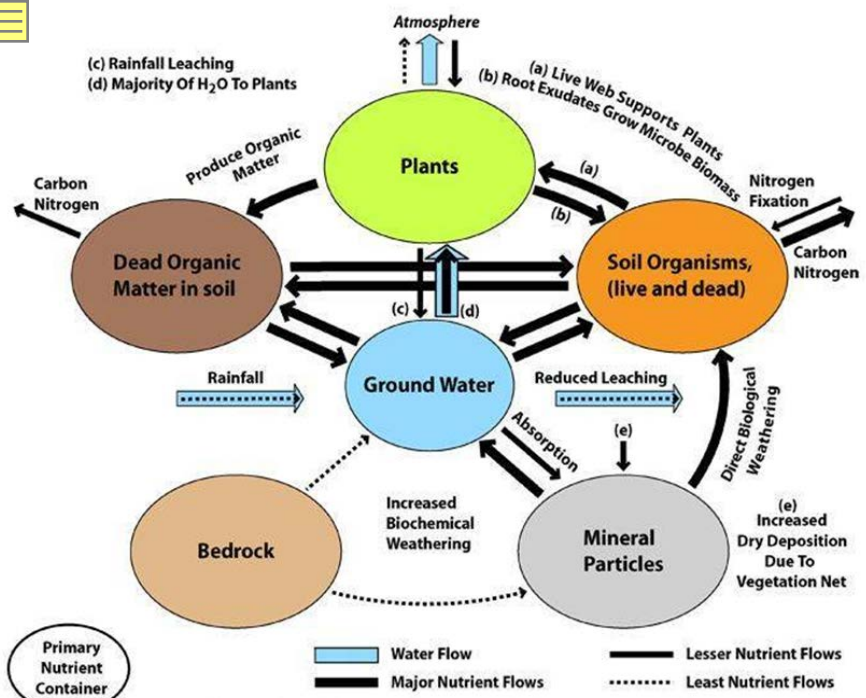 Atmosphere
(c) Rainfall Leaching
(d) Majority Of H₂O To Plants
(a) Live Web Supports Plants
(b) Root Exudates Grow Microbe Biomass
Produce Organic
Matter
Plants
(a)
(b)
Carbon
Nitrogen
Nitrogen
Fixation
Carbon
Nitrogen
Dead Organic
Matter in soil
Soil Organisms,
(live and dead)
(c)
(d)
Rainfall
Ground Water
Reduced Leaching
Absorption
(e)
Direct Biological
Weathering
Increased
Biochemical
Weathering
Bedrock
Mineral
Particles
(e)
Increased
Dry Deposition
Due To
Vegetation Net
Primary
Nutrient
Container
Water Flow
Major Nutrient Flows
Lesser Nutrient Flows
Least Nutrient Flows